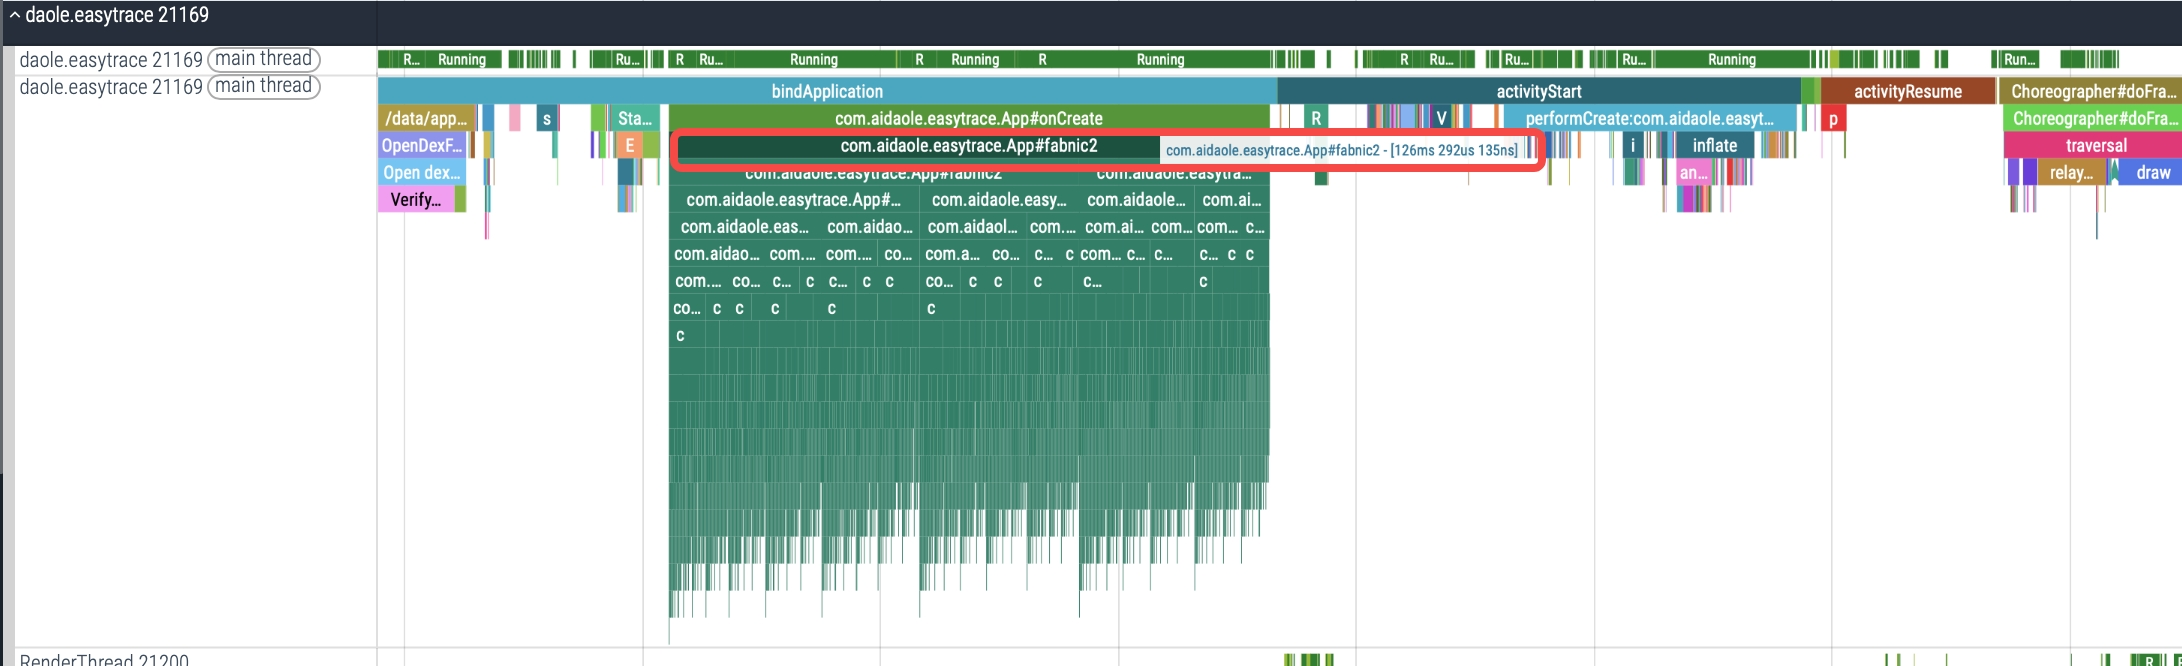 ^ daole.easytrace 21169
daole.easytrace 21169 main thread
R... Running Ru... R Ru... Running R Running R Running R Ru... Ru... Ru... Running Run...
daole.easytrace 21169 main thread
bindApplication activityStart activityResume Choreographer#doFra...
/data/app... s Sta... com.aidaole.easytrace.App#onCreate R V performCreate:com.aidaole.easyt... p Choreographer#doFra...
OpenDexF... E com.aidaole.easytrace.App#fabnic2 com.aidaole.easytrace.App#fabnic2 - [126ms 292us 135ns] i inflate traversal
Open dex... com.aidaole.easytrace.App#fabnic2 com.aidaole.easytra... an... relay... draw
Verify... com.aidaole.easytrace.App#... com.aidaole.easy... com.aidaole... com.ai...
com.aidaole.eas... com.aidao... com.aidaol... com.... com.ai... com... com... c...
com.aidao... com.... com.... co... com.a... co... c... c com... c... c... c... c c
com.... co... c... c c... c c co... c c c c... c
co... c c c c c
c
RenderThread 21200 R